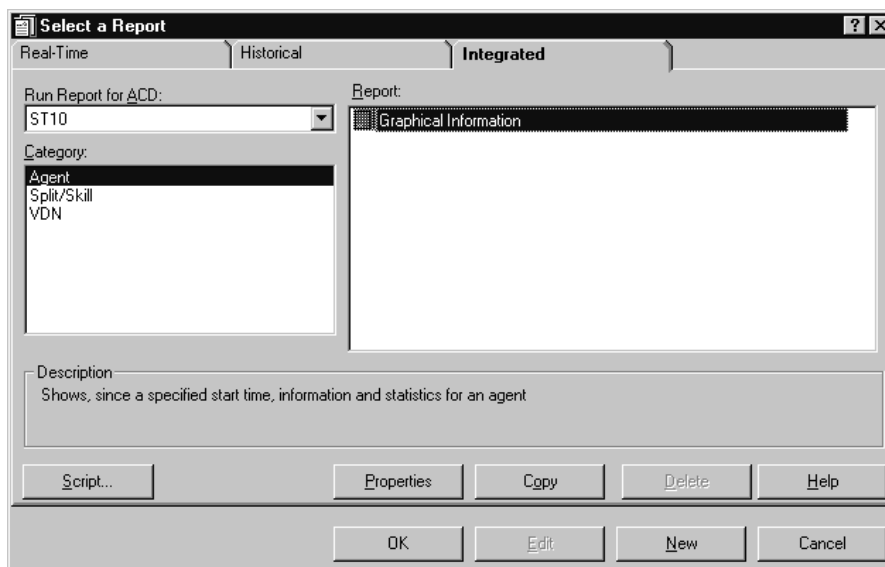 Select a Report
Real-Time Historical Integrated
Run Report for ACD:
ST10
Category:
Agent
Split/Skill
VDN
Report:
Graphical Information
Description
Shows, since a specified start time, information and statistics for an agent
Script... Properties Copy Delete Help
OK Edit New Cancel